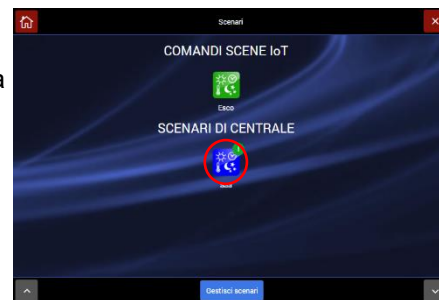 Scenari
a
COMANDI SCENE IoT
Esco
SCENARI DI CENTRALE
Gestisci scenari